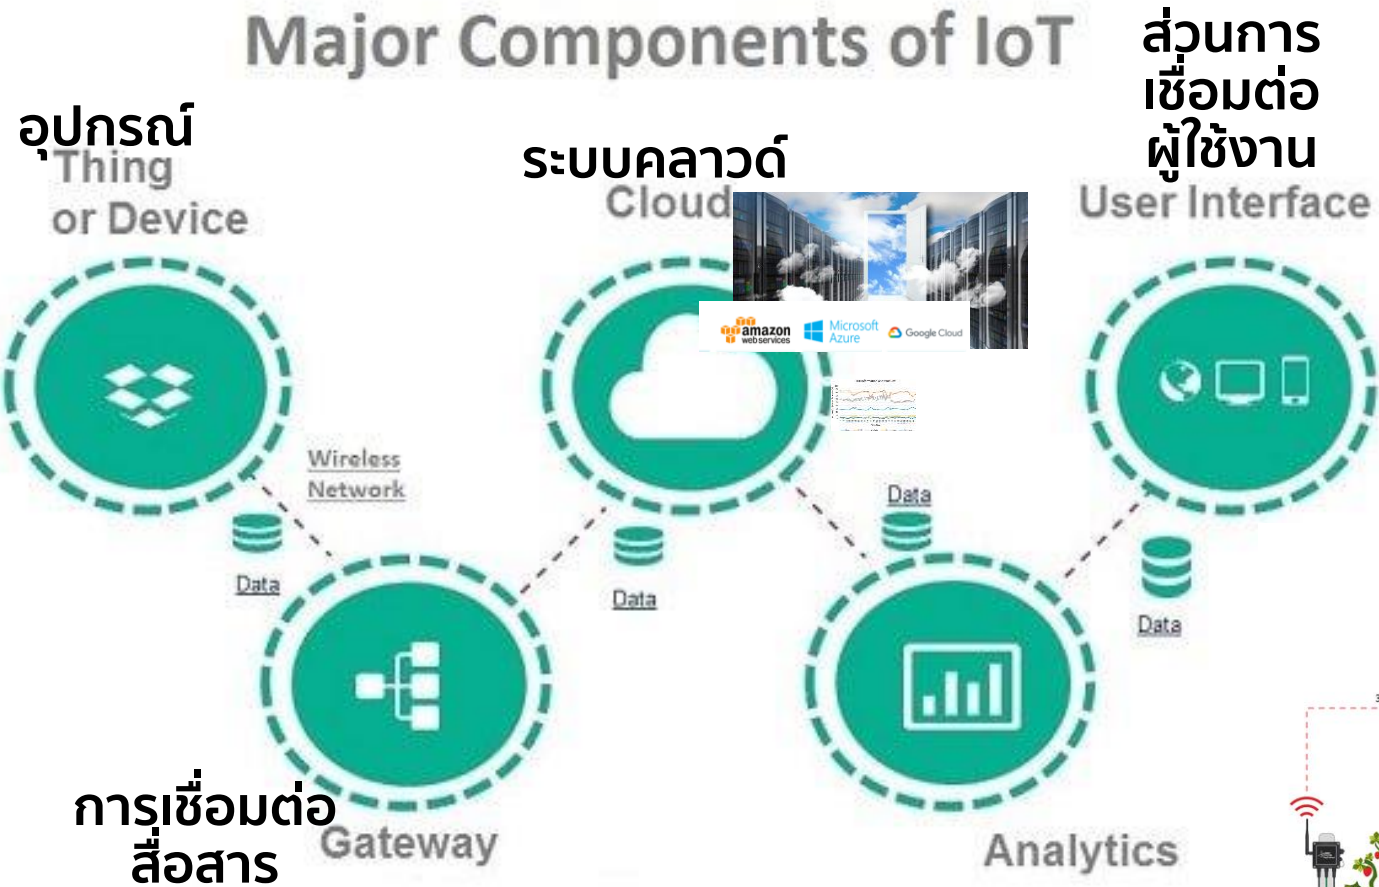 Major Components of IoT
ส่วนการ
เชื่อมต่อ
ผู้ใช้งาน
User Interface
อุปกรณ์
Thing
or Device
ระบบคลาวด์
Cloud
amazon
webservices
Microsoft
Azure
Google Cloud
Wireless
Network
Data
Data
Data
Data
การเชื่อมต่อ
สื่อสาร
Gateway
Analytics
3